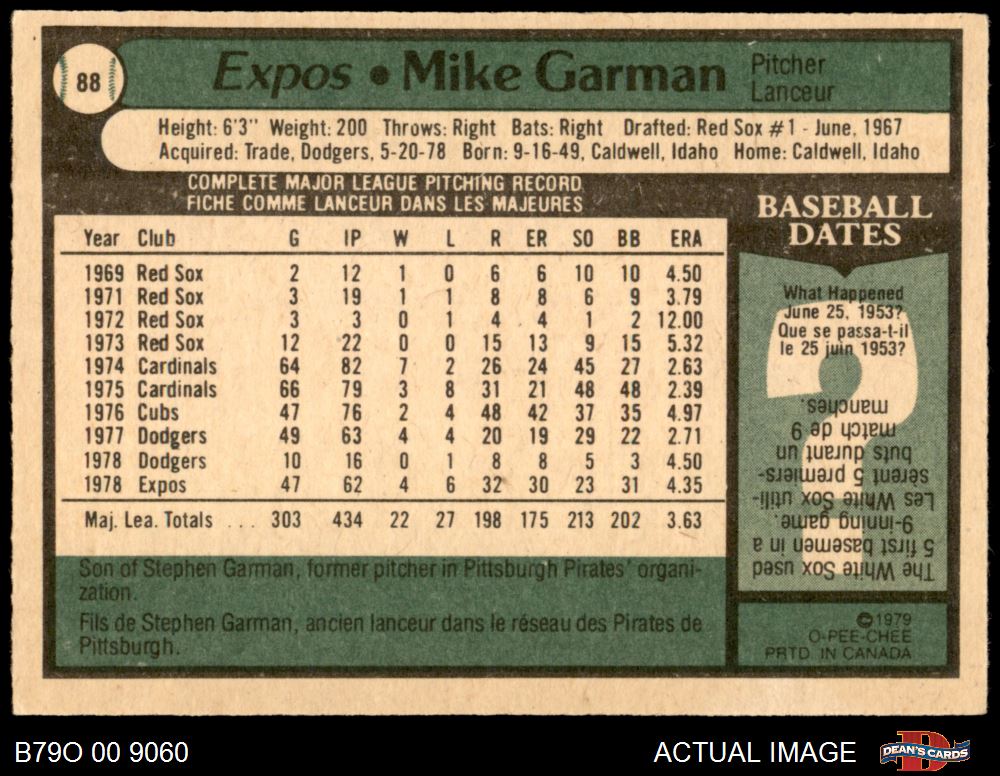 88
Expos • Mike Garman
Pitcher
Lanceur
Height: 6'3" Weight: 200 Throws: Right Bats: Right Drafted: Red Sox #1 - June, 1967
Acquired: Trade, Dodgers, 5-20-78 Born: 9-16-49, Caldwell, Idaho Home: Caldwell, Idaho
COMPLETE MAJOR LEAGUE PITCHING RECORD
FICHE COMME LANCEUR DANS LES MAJEURES
Year Club G IP W L R ER SO BB ERA
1969 Red Sox 2 12 1 0 6 6 10 10 4.50
1971 Red Sox 3 19 1 1 8 8 6 9 3.79
1972 Red Sox 3 3 0 1 4 4 1 2 12.00
1973 Red Sox 12 22 0 0 15 13 9 15 5.32
1974 Cardinals 64 82 7 2 26 24 45 27 2.63
1975 Cardinals 66 79 3 8 31 21 48 48 2.39
1976 Cubs 47 76 2 4 48 42 37 35 4.97
1977 Dodgers 49 63 4 4 20 19 29 22 2.71
1978 Dodgers 10 16 0 1 8 8 5 3 4.50
1978 Expos 47 62 4 6 32 30 23 31 4.35
Maj. Lea. Totals ... 303 434 22 27 198 175 213 202 3.63
Son of Stephen Garman, former pitcher in Pittsburgh Pirates' organi-
zation.
Fils de Stephen Garman, ancien lanceur dans le réseau des Pirates de
Pittsburgh.
BASEBALL
DATES
What Happened
June 25, 1953?
Que se passa-t-il
le 25 juin 1953?
The White Sox used
5 first basemen in a
9-inning game.
Les White Sox utili-
sèrent 5 premiers-
buts durant un
match de 9
manches.
©1979
O-PEE-CHEE
PRTD. IN CANADA
B79O 00 9060
ACTUAL IMAGE
D
DEAN'S CARDS